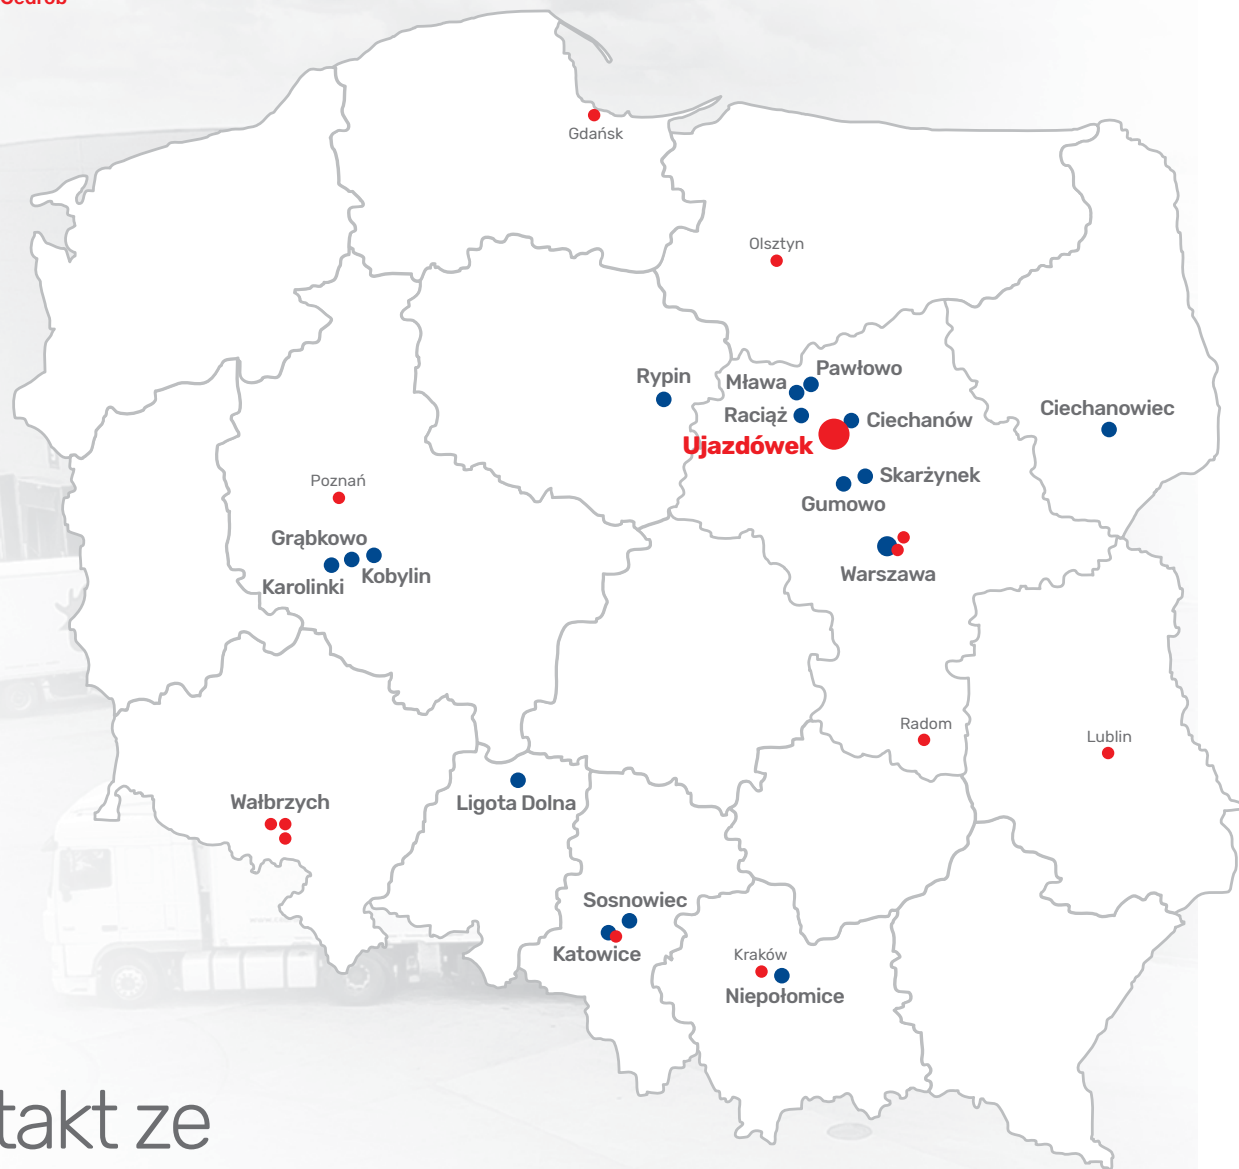 Cedrob
Gdańsk
Olsztyn
Rypin
Mława
Pawłowo
Raciąż
Ciechanów
Ciechanowiec
Ujazdówek
Skarżynek
Gumowo
Poznań
Grąbkowo
Karolinki
Kobylin
Warszawa
Radom
Lublin
Wałbrzych
Ligota Dolna
Sosnowiec
Katowice
Kraków
Niepołomice
takt ze